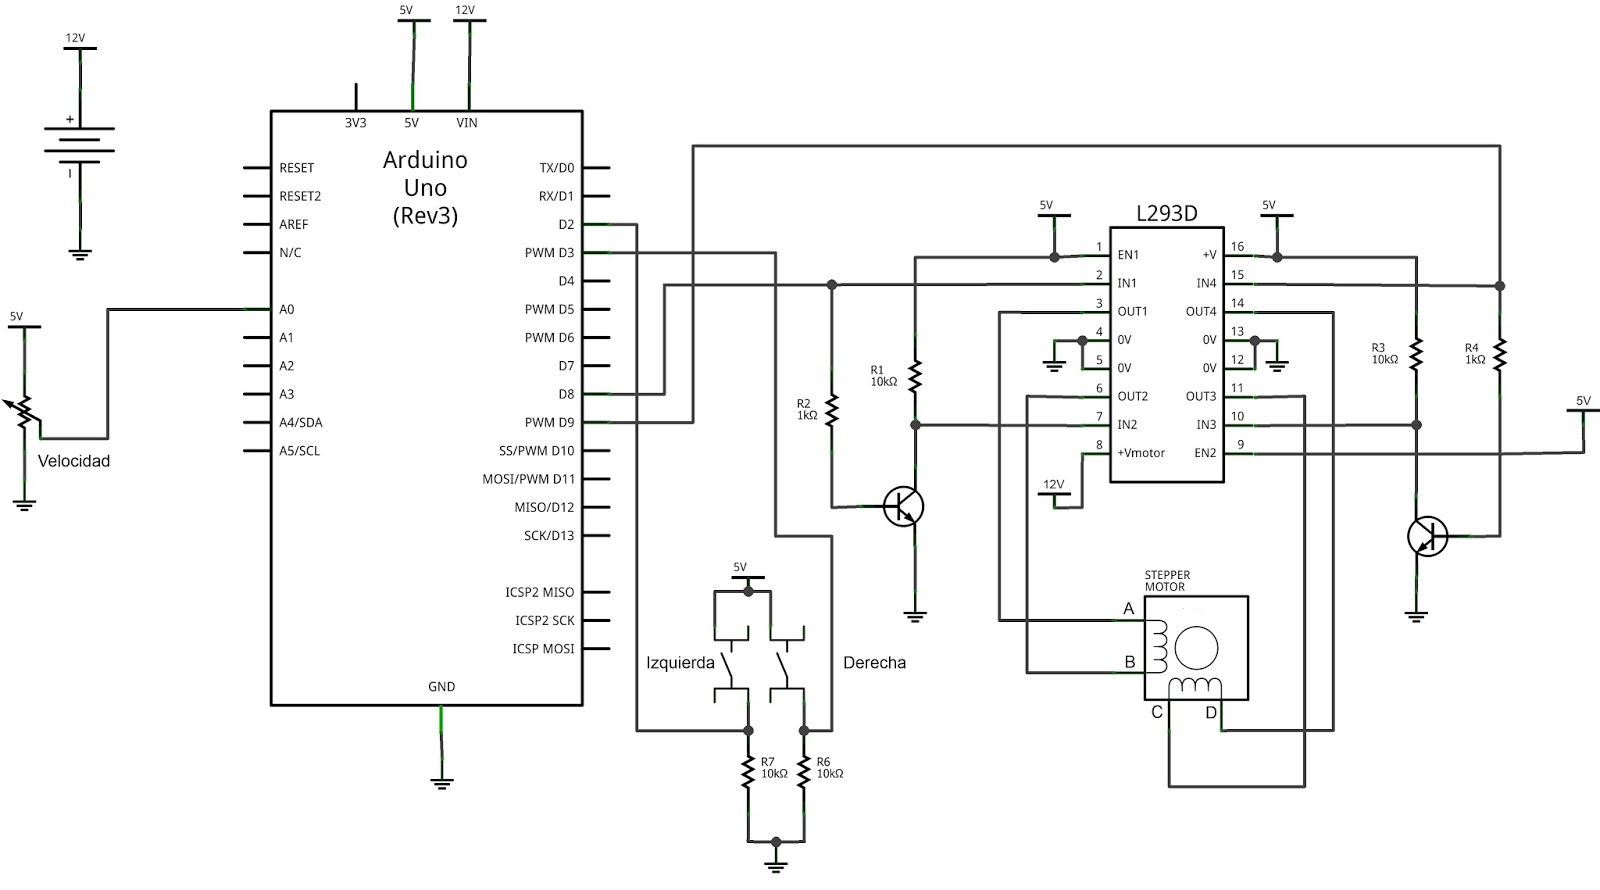 5V
12V
12V
+
–
3V3
5V
VIN
Arduino
Uno
(Rev3)
RESET
RESET2
AREF
N/C
A0
A1
A2
A3
A4/SDA
A5/SCL
TX/D0
RX/D1
D2
PWM D3
D4
PWM D5
PWM D6
D7
D8
PWM D9
SS/PWM D10
MOSI/PWM D11
MISO/D12
SCK/D13
ICSP2 MISO
ICSP2 SCK
ICSP MOSI
GND
5V
Velocidad
5V
Izquierda
Derecha
R7
10kΩ
R6
10kΩ
R2
1kΩ
R1
10kΩ
5V
L293D
5V
1 EN1
2 IN1
3 OUT1
4 0V
5 0V
6 OUT2
7 IN2
8 +Vmotor
+V 16
IN4 15
OUT4 14
0V 13
0V 12
OUT3 11
IN3 10
EN2 9
12V
R3
10kΩ
R4
1kΩ
5V
STEPPER
MOTOR
A
B
C
D